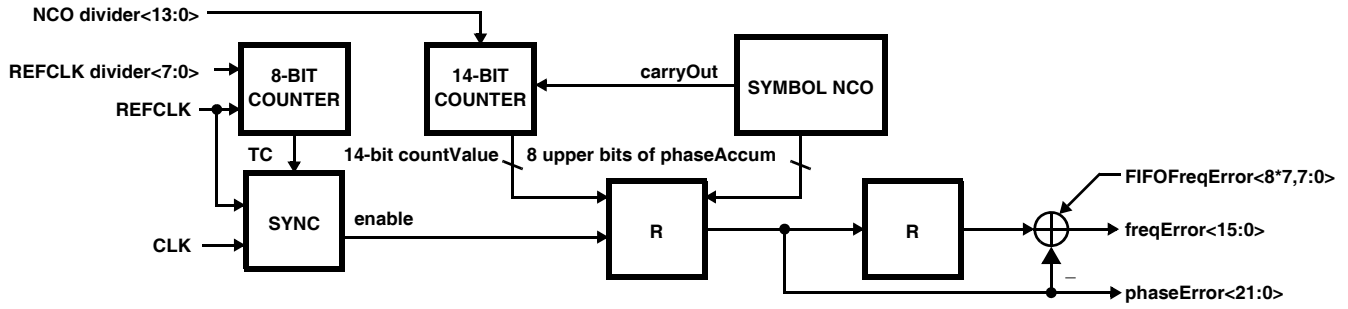 NCO divider<13:0>
REFCLK divider<7:0>
REFCLK
8-BIT
COUNTER
14-BIT
COUNTER
carryOut
SYMBOL NCO
TC
14-bit countValue
8 upper bits of phaseAccum
SYNC
CLK
enable
R
R
FIFOFreqError<8*7,7:0>
freqError<15:0>
–
phaseError<21:0>